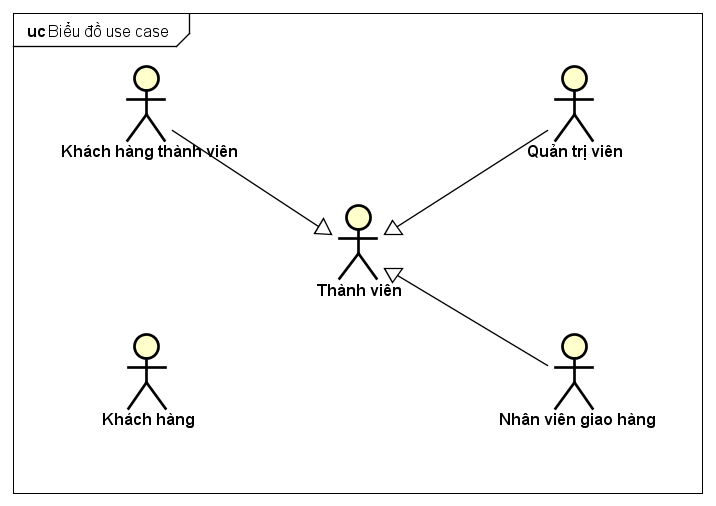 uc Biểu đồ use case
Khách hàng thành viên
Quản trị viên
Thành viên
Khách hàng
Nhân viên giao hàng